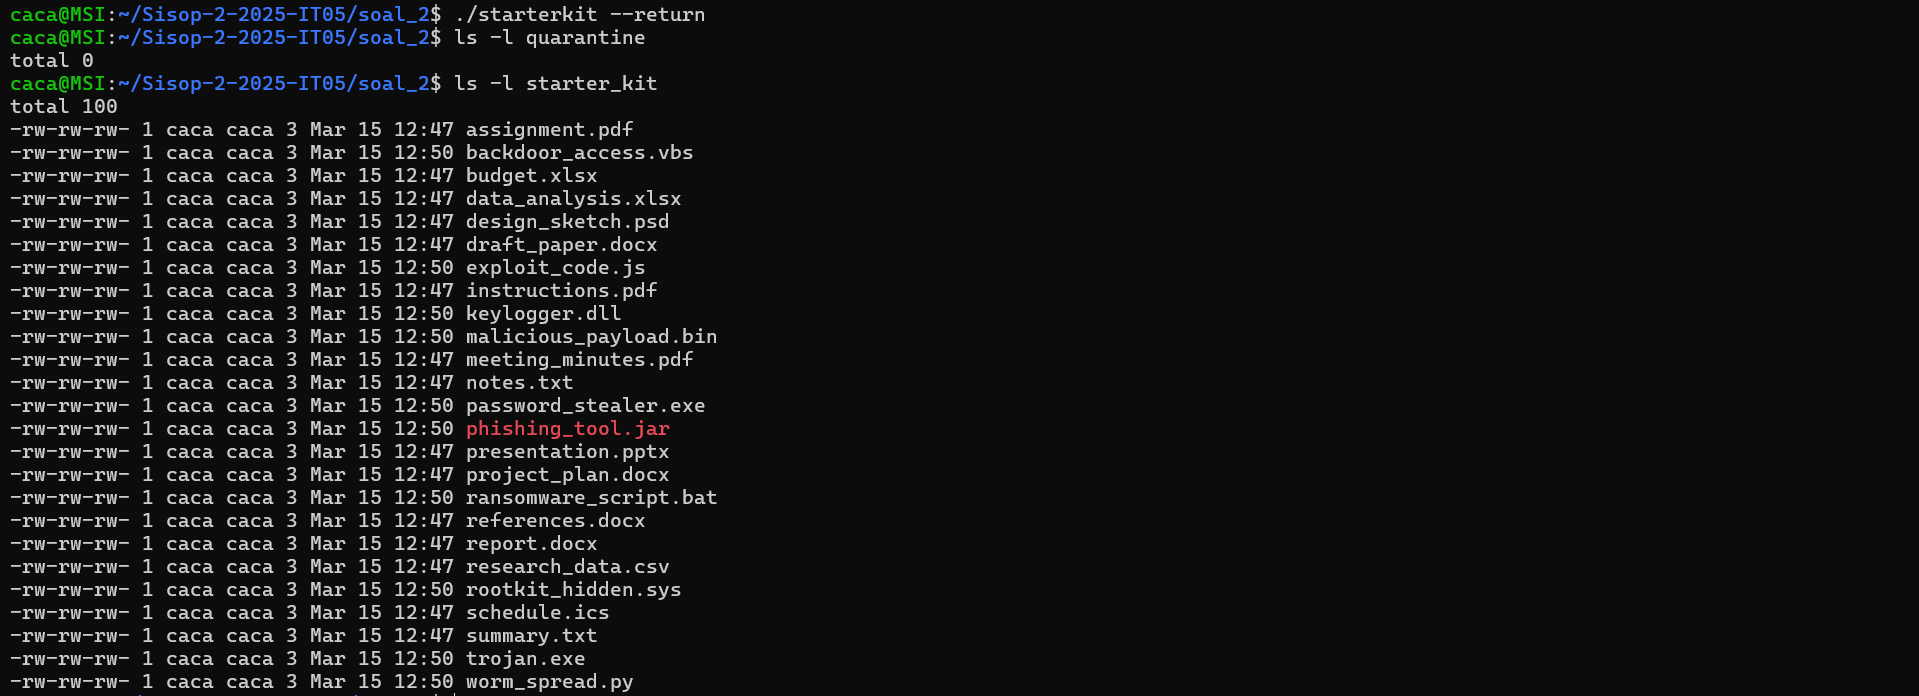 caca@MSI:~/Sisop-2-2025-IT05/soal_2$ ./starterkit --return
caca@MSI:~/Sisop-2-2025-IT05/soal_2$ ls -l quarantine
total 0
caca@MSI:~/Sisop-2-2025-IT05/soal_2$ ls -l starter_kit
total 100
-rw-rw-rw- 1 caca caca 3 Mar 15 12:47 assignment.pdf
-rw-rw-rw- 1 caca caca 3 Mar 15 12:50 backdoor_access.vbs
-rw-rw-rw- 1 caca caca 3 Mar 15 12:47 budget.xlsx
-rw-rw-rw- 1 caca caca 3 Mar 15 12:47 data_analysis.xlsx
-rw-rw-rw- 1 caca caca 3 Mar 15 12:47 design_sketch.psd
-rw-rw-rw- 1 caca caca 3 Mar 15 12:47 draft_paper.docx
-rw-rw-rw- 1 caca caca 3 Mar 15 12:50 exploit_code.js
-rw-rw-rw- 1 caca caca 3 Mar 15 12:47 instructions.pdf
-rw-rw-rw- 1 caca caca 3 Mar 15 12:50 keylogger.dll
-rw-rw-rw- 1 caca caca 3 Mar 15 12:50 malicious_payload.bin
-rw-rw-rw- 1 caca caca 3 Mar 15 12:47 meeting_minutes.pdf
-rw-rw-rw- 1 caca caca 3 Mar 15 12:47 notes.txt
-rw-rw-rw- 1 caca caca 3 Mar 15 12:50 password_stealer.exe
-rw-rw-rw- 1 caca caca 3 Mar 15 12:50 phishing_tool.jar
-rw-rw-rw- 1 caca caca 3 Mar 15 12:47 presentation.pptx
-rw-rw-rw- 1 caca caca 3 Mar 15 12:47 project_plan.docx
-rw-rw-rw- 1 caca caca 3 Mar 15 12:50 ransomware_script.bat
-rw-rw-rw- 1 caca caca 3 Mar 15 12:47 references.docx
-rw-rw-rw- 1 caca caca 3 Mar 15 12:47 report.docx
-rw-rw-rw- 1 caca caca 3 Mar 15 12:47 research_data.csv
-rw-rw-rw- 1 caca caca 3 Mar 15 12:50 rootkit_hidden.sys
-rw-rw-rw- 1 caca caca 3 Mar 15 12:47 schedule.ics
-rw-rw-rw- 1 caca caca 3 Mar 15 12:47 summary.txt
-rw-rw-rw- 1 caca caca 3 Mar 15 12:50 trojan.exe
-rw-rw-rw- 1 caca caca 3 Mar 15 12:50 worm_spread.py